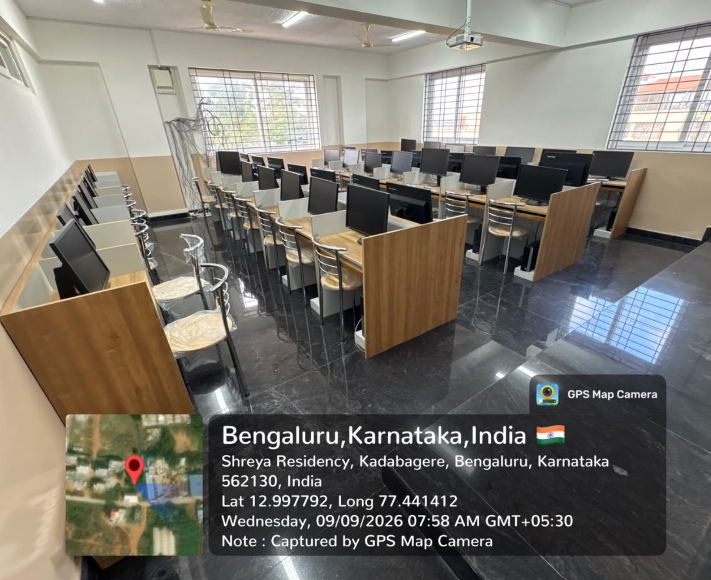 GPS Map Camera
Bengaluru,Karnataka,India 🇮🇳
Shreya Residency, Kadabagere, Bengaluru, Karnataka
562130, India
Lat 12.997792, Long 77.441412
Wednesday, 09/09/2026 07:58 AM GMT+05:30
Note : Captured by GPS Map Camera